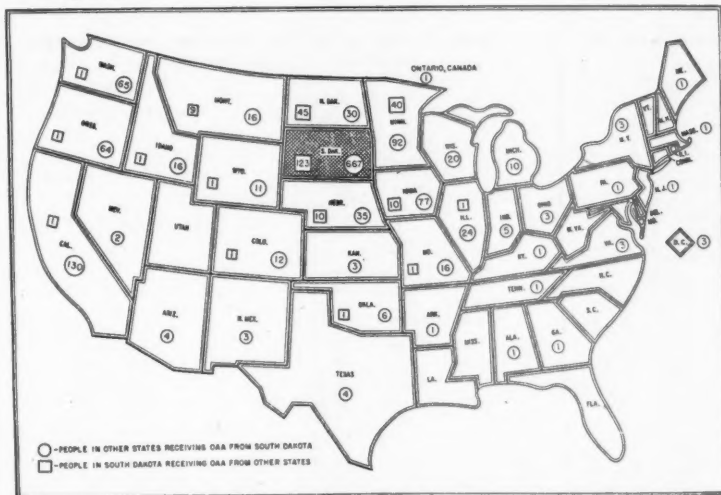 ONTARIO, CANADA
1
WASH.
1 65
MONT.
9 16
N. DAK.
45 30
40
MINN.
92
ME.
1
OREG.
1 64
IDAHO
1 16
S. DAK.
123 667
WIS.
20
MICH.
10
VT.
N.H.
3
N.Y.
MASS. 1
R.I.
CONN.
WYO.
1 11
IOWA
10 77
NEBR.
10 35
NEV.
2
UTAH
COLO.
1 12
CAL.
1
130
KAN.
3
MO.
1 16
1
ILL.
24
IND.
5
OHIO
3
PA.
1
N.J. 1
DEL.
MD.
W. VA.
VA.
3
D.C. 3
KY.
1
TENN.
1
N.C.
S.C.
ARIZ.
4
N. MEX.
3
OKLA.
1 6
ARK.
1
TEXAS
4
LA.
MISS.
ALA.
1
GA.
1
FLA.
-PEOPLE IN OTHER STATES RECEIVING OAA FROM SOUTH DAKOTA
-PEOPLE IN SOUTH DAKOTA RECEIVING OAA FROM OTHER STATES